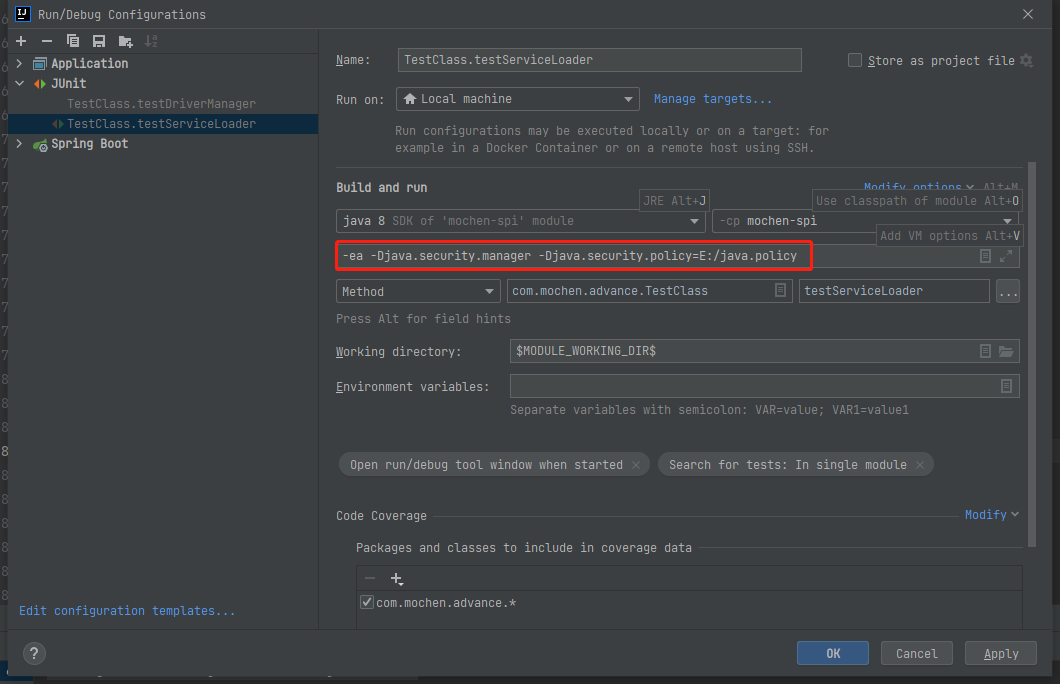 Run/Debug Configurations
Application
JUnit
TestClass.testDriverManager
TestClass.testServiceLoader
Spring Boot
Edit configuration templates...
Name: TestClass.testServiceLoader Store as project file
Run on: Local machine Manage targets...
Run configurations may be executed locally or on a target: for
example in a Docker Container or on a remote host using SSH.
Build and run Modify options Alt+M
JRE Alt+J Use classpath of module Alt+O
java 8 SDK of 'mochen-spi' module -cp mochen-spi
Add VM options Alt+V
-ea -Djava.security.manager -Djava.security.policy=E:/java.policy
Method com.mochen.advance.TestClass testServiceLoader ...
Press Alt for field hints
Working directory: $MODULE_WORKING_DIR$
Environment variables:
Separate variables with semicolon: VAR=value; VAR1=value1
Open run/debug tool window when started Search for tests: In single module
Code Coverage Modify
Packages and classes to include in coverage data
com.mochen.advance.*
? OK Cancel Apply